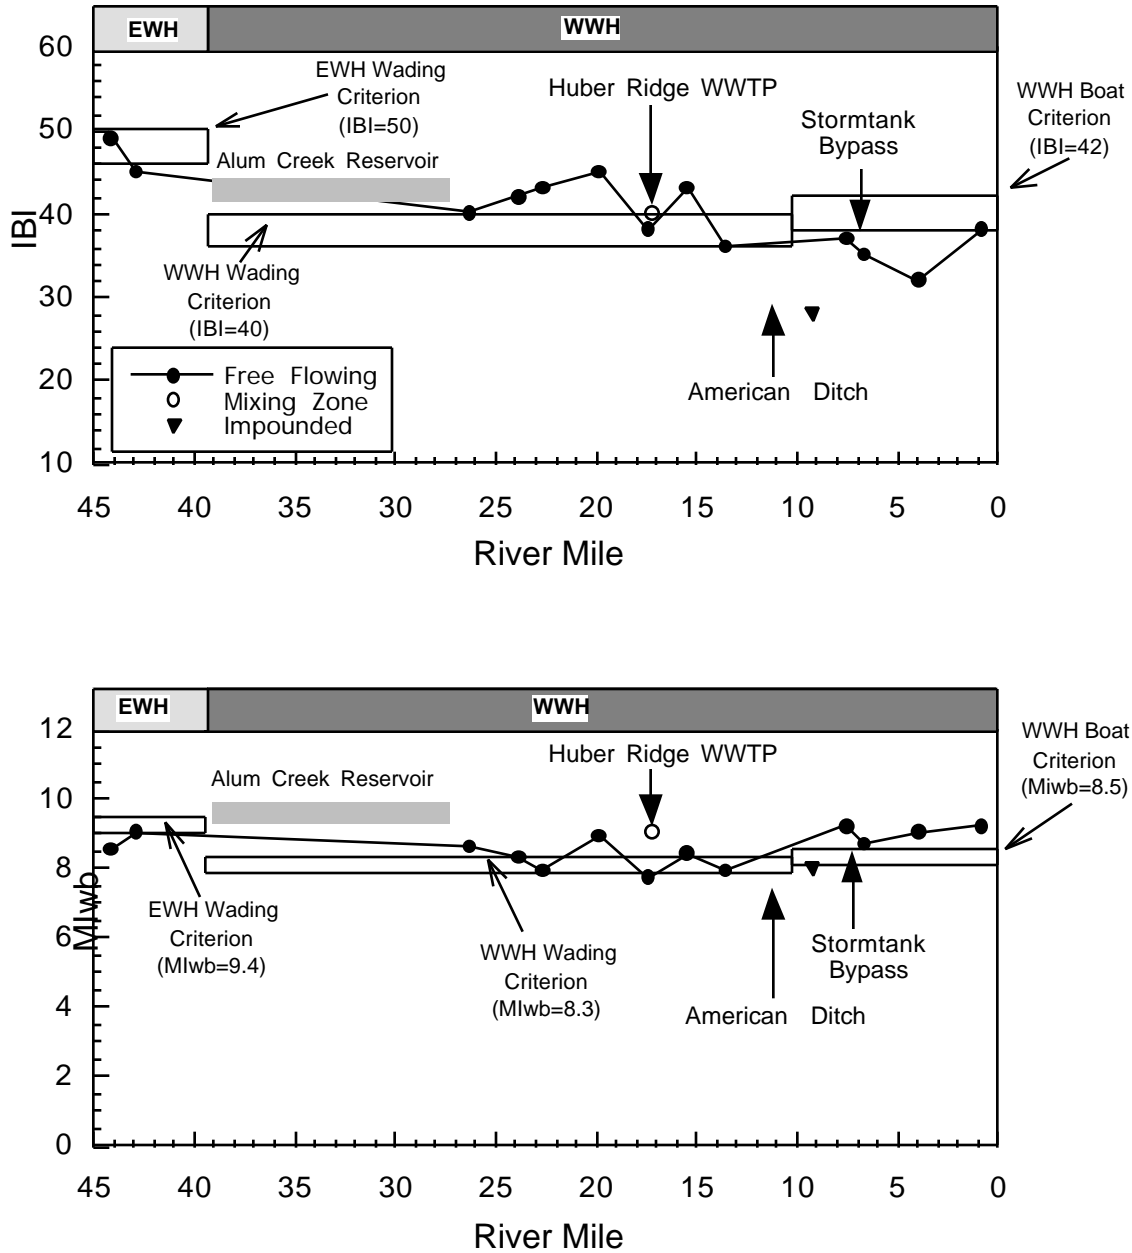 EWH
WWH
60
50
40
30
20
10
IBI
EWH Wading
Criterion
(IBI=50)
Alum Creek Reservoir
Huber Ridge WWTP
Stormtank
Bypass
WWH Boat
Criterion
(IBI=42)
WWH Wading
Criterion
(IBI=40)
American Ditch
Free Flowing
Mixing Zone
Impounded
45 40 35 30 25 20 15 10 5 0
River Mile
EWH
WWH
12
10
8
6
4
2
0
MIwb
Alum Creek Reservoir
Huber Ridge WWTP
WWH Boat
Criterion
(Miwb=8.5)
EWH Wading
Criterion
(MIwb=9.4)
WWH Wading
Criterion
(MIwb=8.3)
Stormtank
Bypass
American Ditch
45 40 35 30 25 20 15 10 5 0
River Mile